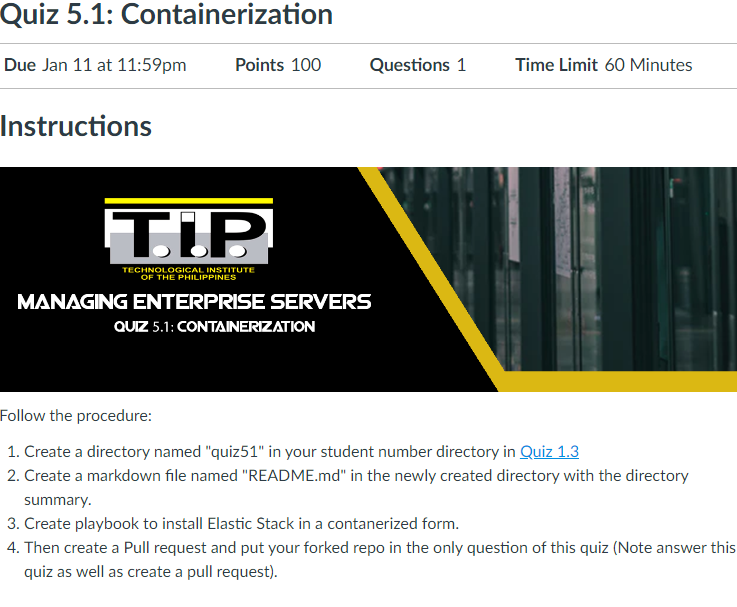 Quiz 5.1: Containerization
Due Jan 11 at 11:59pm Points 100 Questions 1 Time Limit 60 Minutes
Instructions
T.I.P.
TECHNOLOGICAL INSTITUTE
OF THE PHILIPPINES
MANAGING ENTERPRISE SERVERS
QUIZ 5.1: CONTAINERIZATION
Follow the procedure:
1. Create a directory named "quiz51" in your student number directory in Quiz 1.3
2. Create a markdown file named "README.md" in the newly created directory with the directory
summary.
3. Create playbook to install Elastic Stack in a contanerized form.
4. Then create a Pull request and put your forked repo in the only question of this quiz (Note answer this
quiz as well as create a pull request).